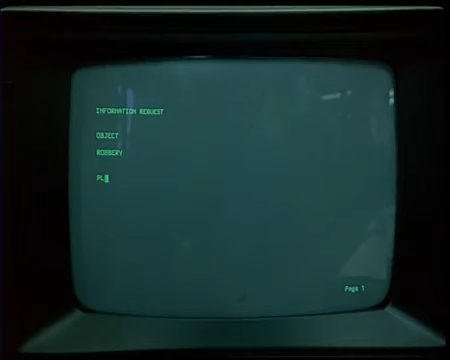 INFORMATION REQUEST
OBJECT
ROBBERY
PL
Page 1